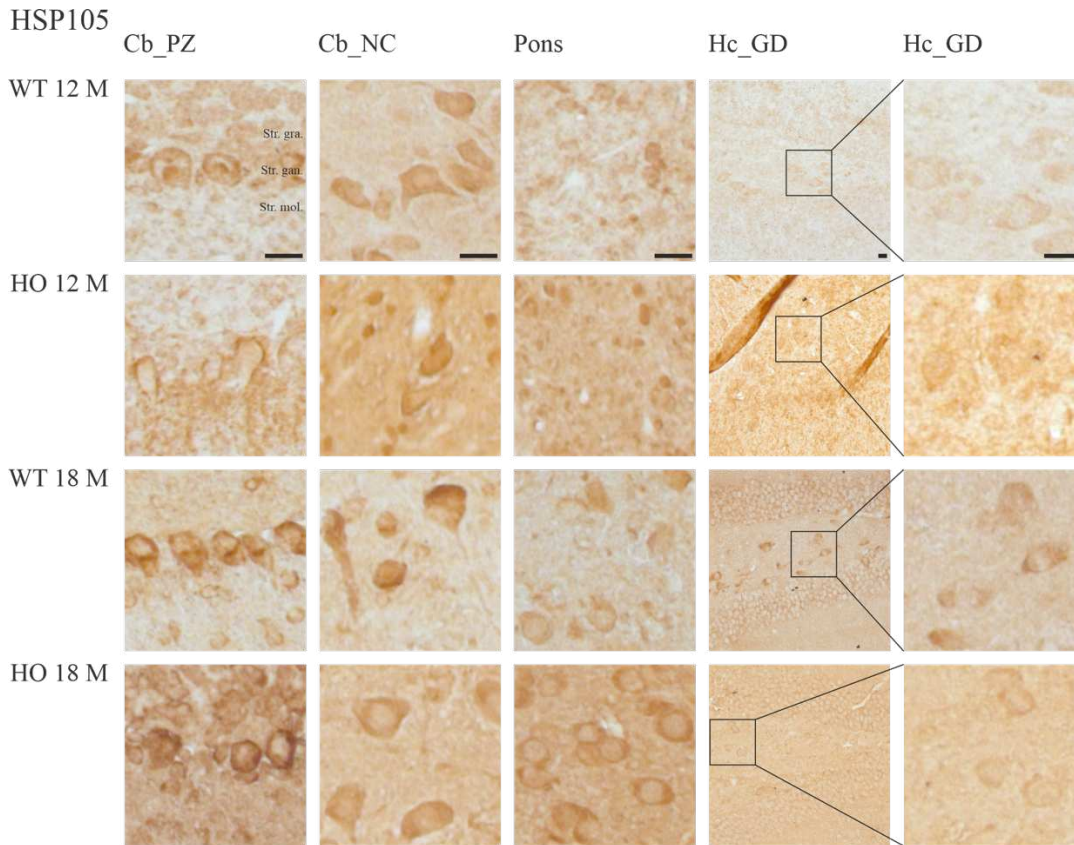 HSP105
Cb_PZ Cb_NC Pons Hc_GD Hc_GD
WT 12 M
Str. gra.
Str. gan.
Str. mol.
HO 12 M
WT 18 M
HO 18 M